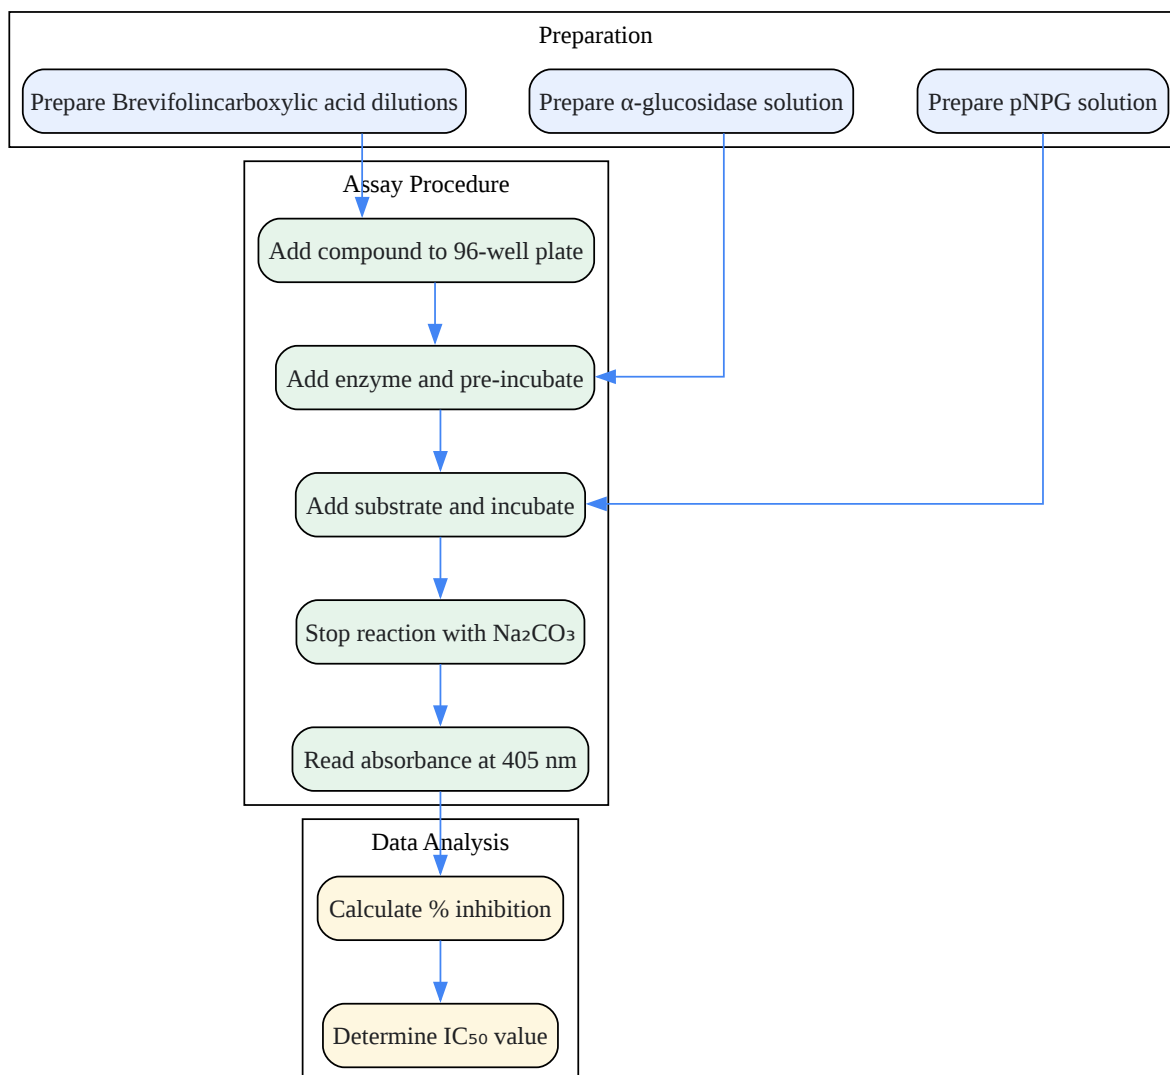 Preparation
Prepare Brevifolincarboxylic acid dilutions
Prepare α-glucosidase solution
Prepare pNPG solution
Assay Procedure
Add compound to 96-well plate
Add enzyme and pre-incubate
Add substrate and incubate
Stop reaction with Na₂CO₃
Read absorbance at 405 nm
Data Analysis
Calculate % inhibition
Determine IC₅₀ value